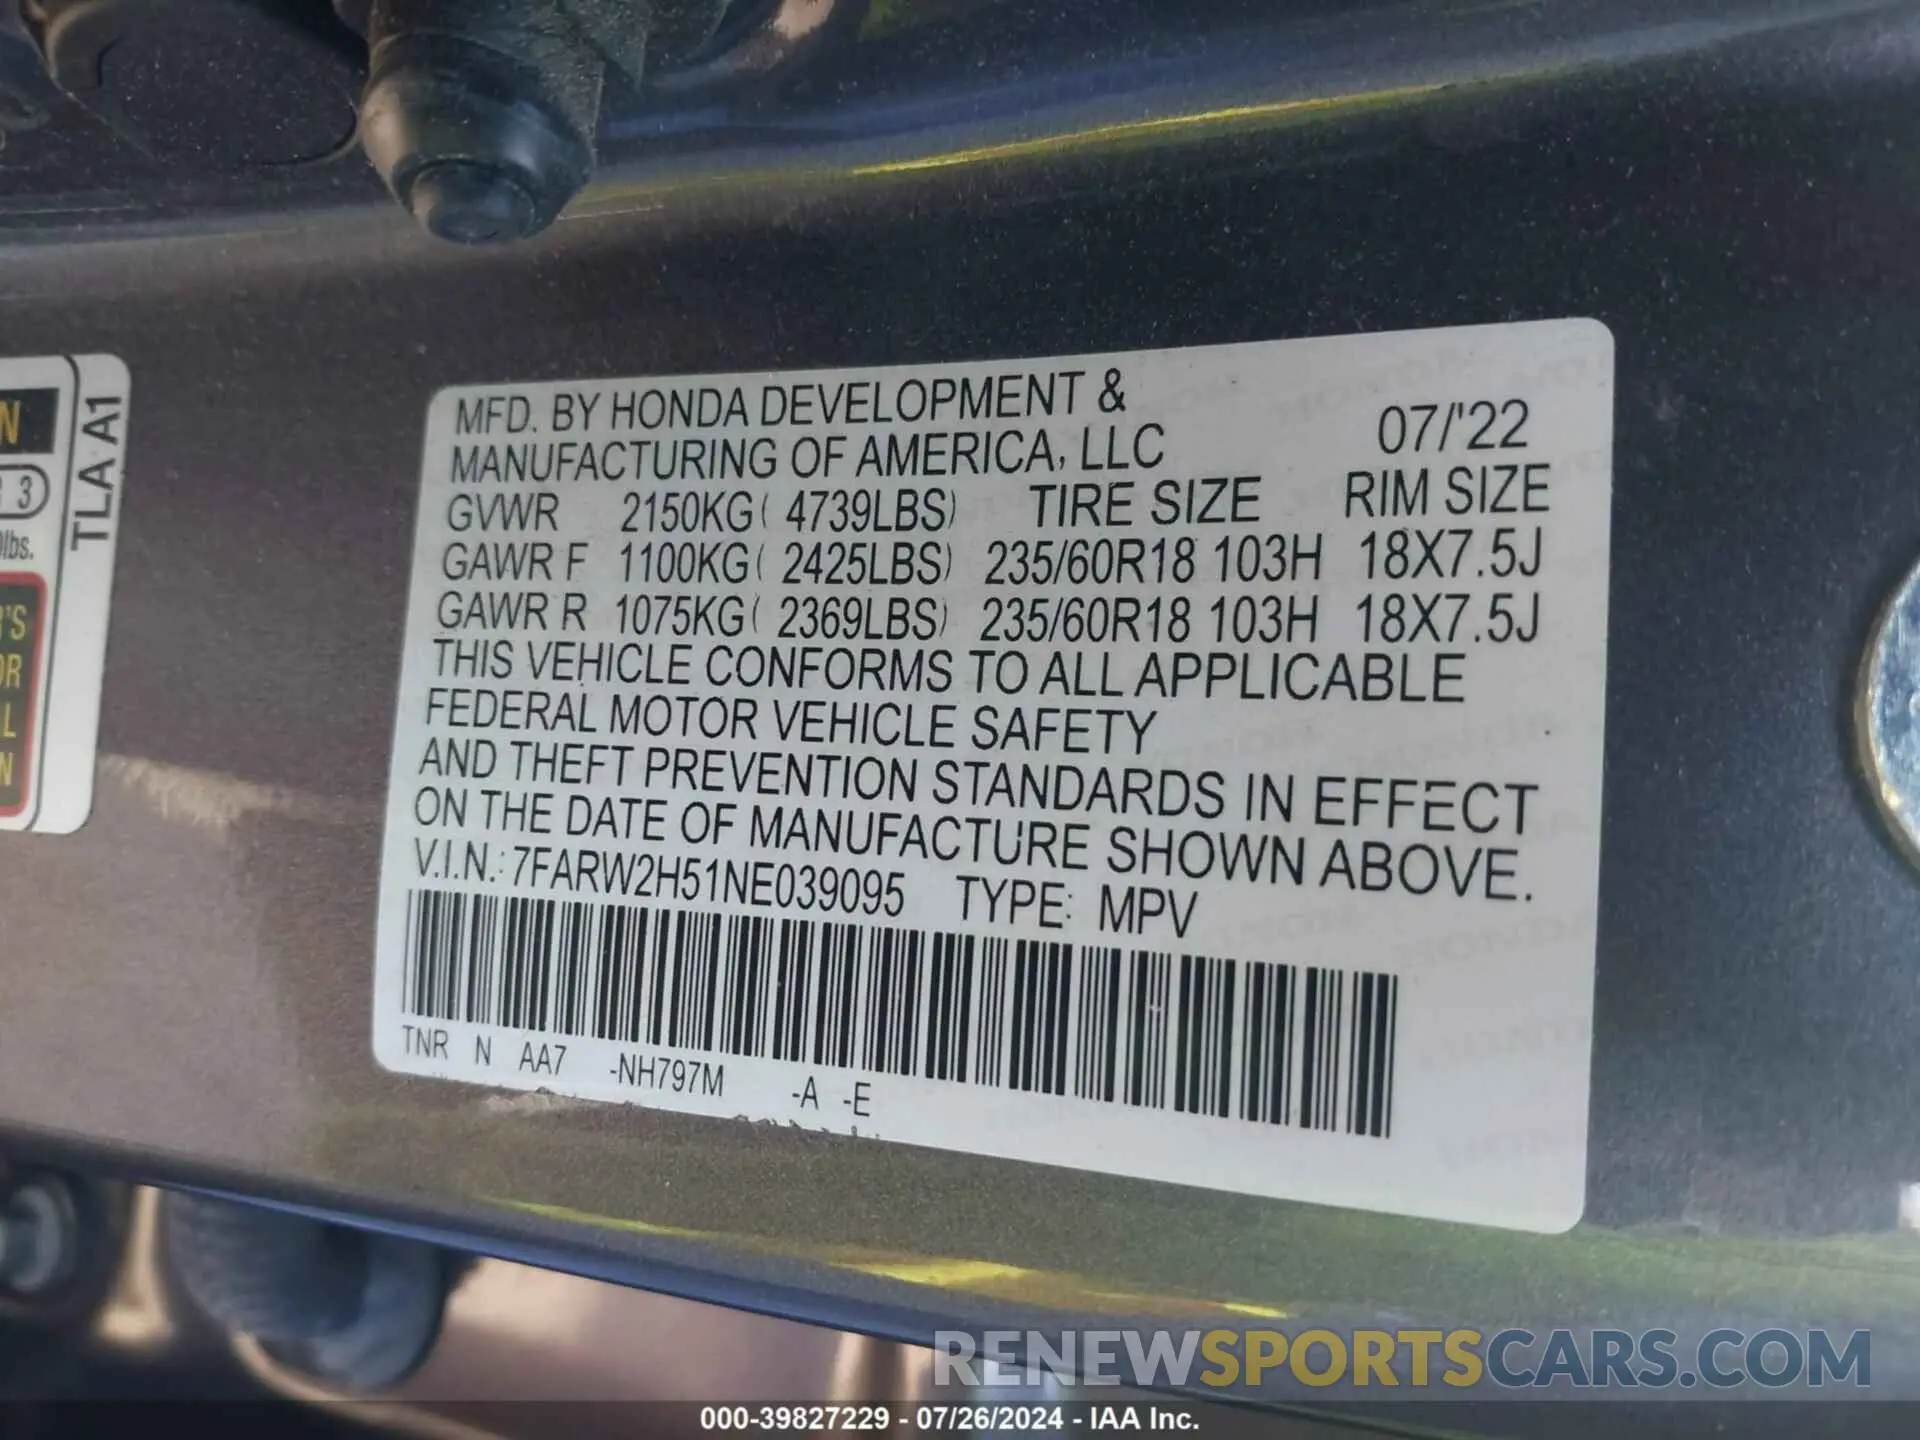 MFD. BY HONDA DEVELOPMENT &
MANUFACTURING OF AMERICA, LLC 07/'22
GVWR 2150KG( 4739LBS) TIRE SIZE RIM SIZE
GAWR F 1100KG( 2425LBS) 235/60R18 103H 18X7.5J
GAWR R 1075KG( 2369LBS) 235/60R18 103H 18X7.5J
THIS VEHICLE CONFORMS TO ALL APPLICABLE
FEDERAL MOTOR VEHICLE SAFETY
AND THEFT PREVENTION STANDARDS IN EFFECT
ON THE DATE OF MANUFACTURE SHOWN ABOVE.
V.I.N.: 7FARW2H51NE039095 TYPE: MPV
TNR N AA7 -NH797M -A -E
TLA A1
N
3
lbs.
'S
OR
L
N
RENEWSPORTSCARS.COM
000-39827229 - 07/26/2024 - IAA Inc.